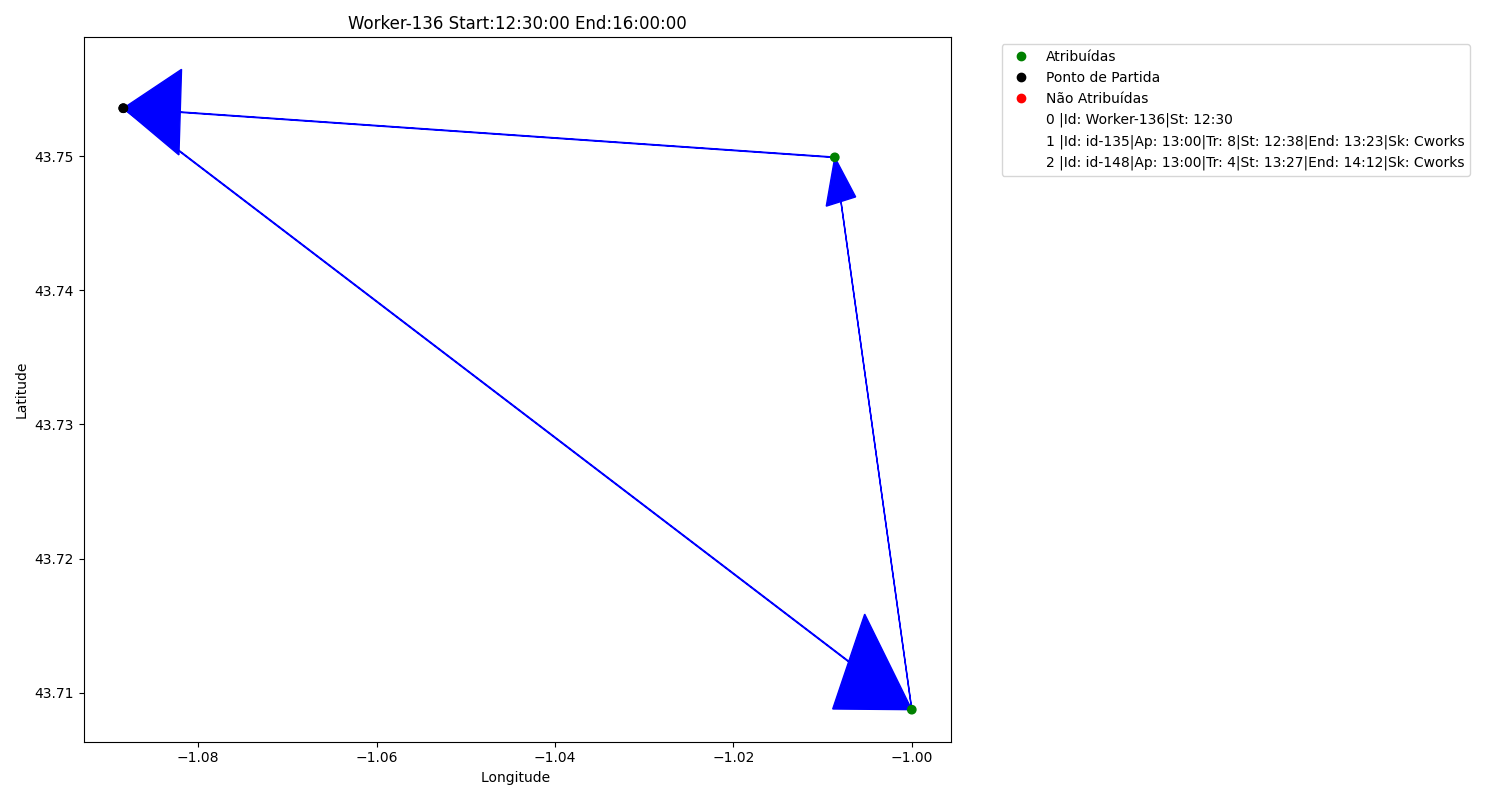 Worker-136 Start:12:30:00 End:16:00:00
Atribuídas
Ponto de Partida
Não Atribuídas
0 |Id: Worker-136|St: 12:30
1 |Id: id-135|Ap: 13:00|Tr: 8|St: 12:38|End: 13:23|Sk: Cworks
2 |Id: id-148|Ap: 13:00|Tr: 4|St: 13:27|End: 14:12|Sk: Cworks
43.75
43.74
43.73
43.72
43.71
Latitude
−1.08
−1.06
−1.04
−1.02
−1.00
Longitude